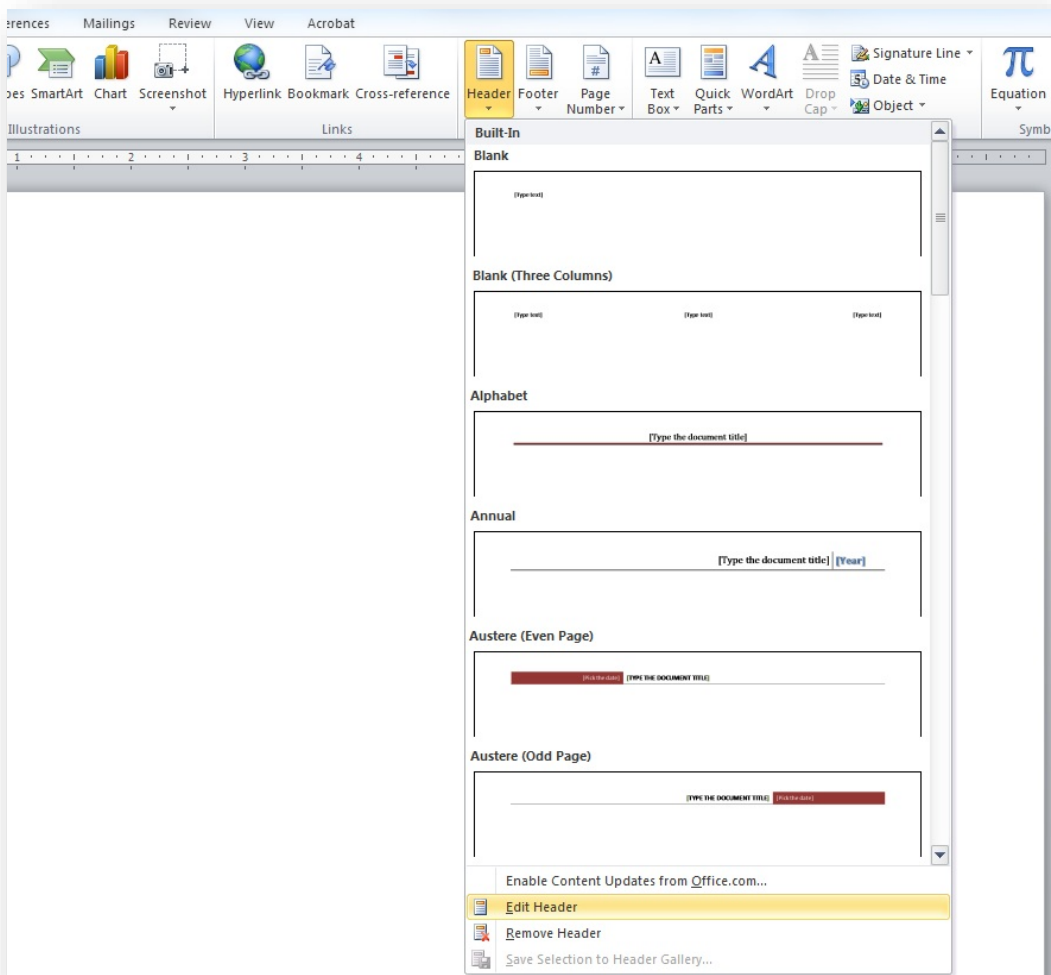 erences Mailings Review View Acrobat
pes SmartArt Chart Screenshot Hyperlink Bookmark Cross-reference Header Footer Page Number Text Box Quick Parts WordArt Drop Cap Signature Line
Date & Time
Object
Equation
Illustrations Links Symb
1 2 3 4
Built-In
Blank
[Type text]
Blank (Three Columns)
[Type text] [Type text] [Type text]
Alphabet
[Type the document title]
Annual
[Type the document title] [Year]
Austere (Even Page)
[Pick the date] [TYPE THE DOCUMENT TITLE]
Austere (Odd Page)
[TYPE THE DOCUMENT TITLE] [Pick the date]
Enable Content Updates from Office.com...
Edit Header
Remove Header
Save Selection to Header Gallery...